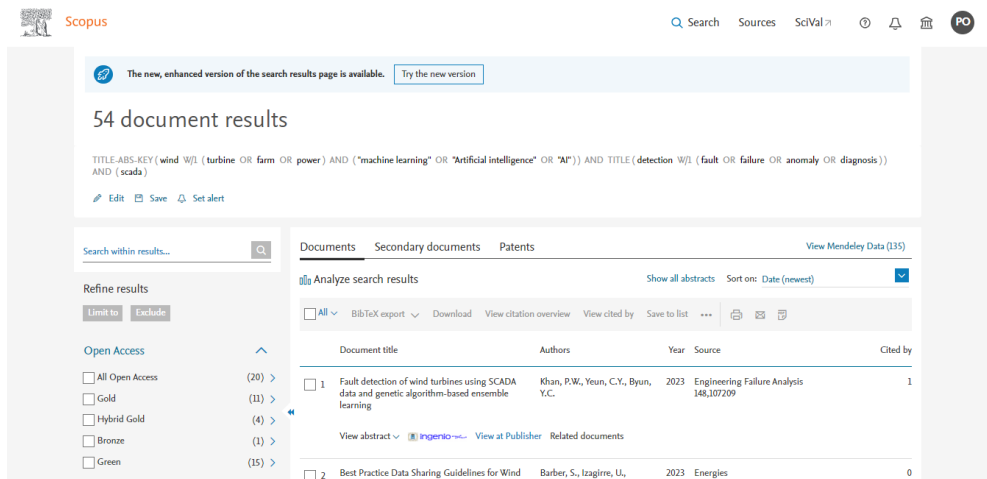 Scopus
Search Sources SciVal PO
The new, enhanced version of the search results page is available. Try the new version
54 document results
TITLE-ABS-KEY ( wind W/1 ( turbine OR farm OR power ) AND ( "machine learning" OR "Artificial intelligence" OR "AI" ) ) AND TITLE ( detection W/1 ( fault OR failure OR anomaly OR diagnosis ) )
AND ( scada )
Edit Save Set alert
Search within results...
Refine results
Limit to Exclude
Open Access
All Open Access (20)
Gold (11)
Hybrid Gold (4)
Bronze (1)
Green (15)
Documents Secondary documents Patents View Mendeley Data (135)
Analyze search results Show all abstracts Sort on: Date (newest)
All BibTeX export Download View citation overview View cited by Save to list •••
Document title Authors Year Source Cited by
1 Fault detection of wind turbines using SCADA Khan, P.W., Yeun, C.Y., Byun, 2023 Engineering Failure Analysis 1
data and genetic algorithm-based ensemble Y.C. 148,107209
learning
View abstract ingenio View at Publisher Related documents
2 Best Practice Data Sharing Guidelines for Wind Barber, S., Izagirre, U., 2023 Energies 0